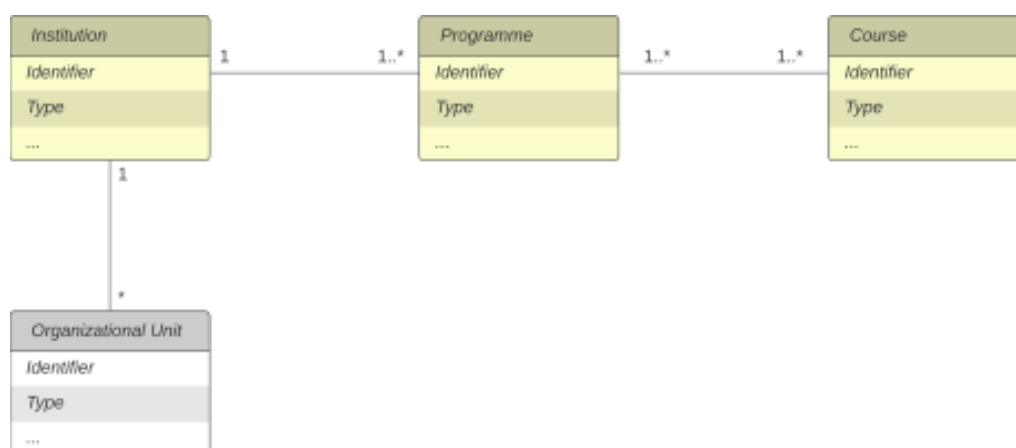 Institution
Identifier
Type
...
1
1..*
Programme
Identifier
Type
...
1..*
1..*
Course
Identifier
Type
...
1
*
Organizational Unit
Identifier
Type
...